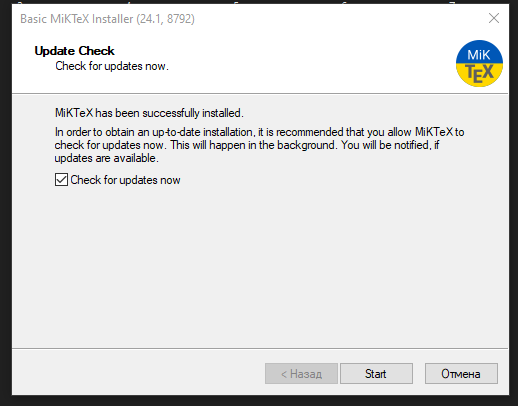 Basic MiKTeX Installer (24.1, 8792)
Update Check
Check for updates now.
MiK
TEX
MiKTeX has been successfully installed.
In order to obtain an up-to-date installation, it is recommended that you allow MiKTeX to
check for updates now. This will happen in the background. You will be notified, if
updates are available.
Check for updates now
< Назад
Start
Отмена